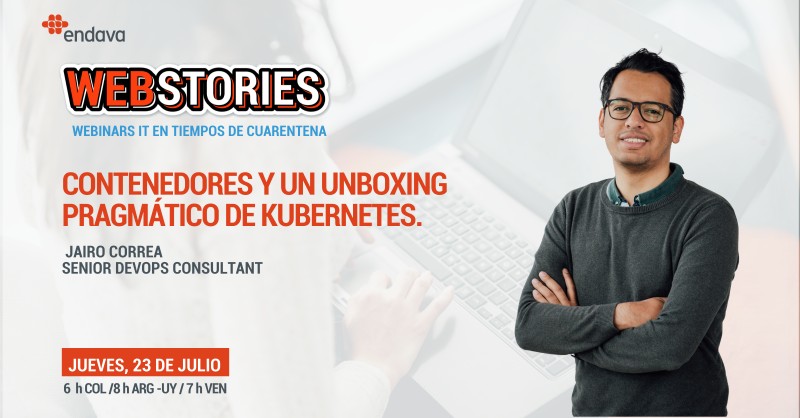 endava
WEBSTORIES
WEBINARS IT EN TIEMPOS DE CUARENTENA
CONTENEDORES Y UN UNBOXING
PRAGMÁTICO DE KUBERNETES.
JAIRO CORREA
SENIOR DEVOPS CONSULTANT
JUEVES, 23 DE JULIO
6 h COL /8 h ARG -UY / 7 h VEN